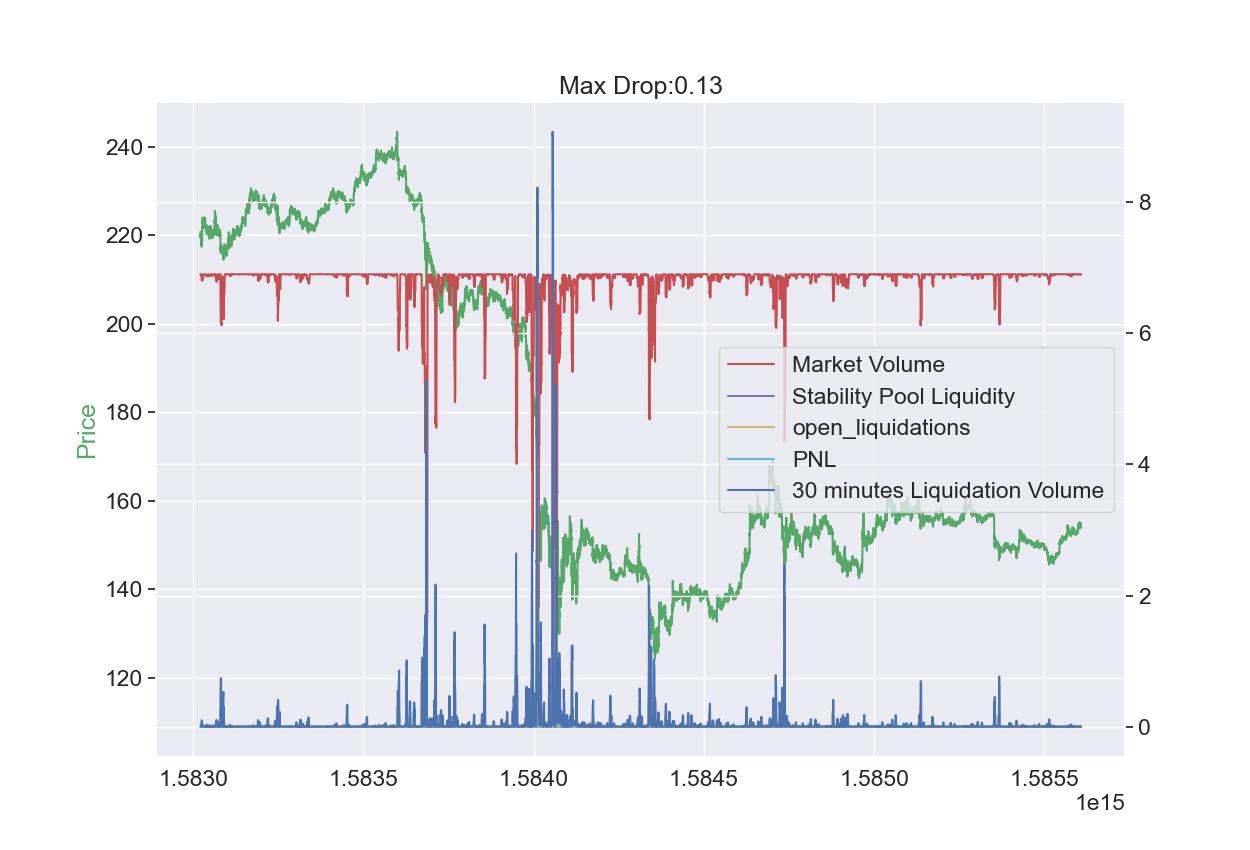 Max Drop:0.13
240
220
200
180
160
140
120
Price
8
6
4
2
0
Market Volume
Stability Pool Liquidity
open_liquidations
PNL
30 minutes Liquidation Volume
1.5830 1.5835 1.5840 1.5845 1.5850 1.5855
1e15